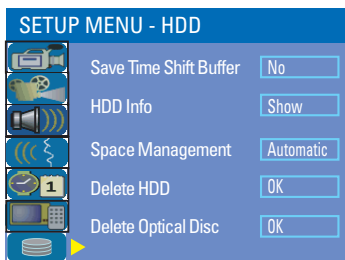 SETUP MENU - HDD
Save Time Shift Buffer No
HDD Info Show
Space Management Automatic
1
Delete HDD OK
Delete Optical Disc OK